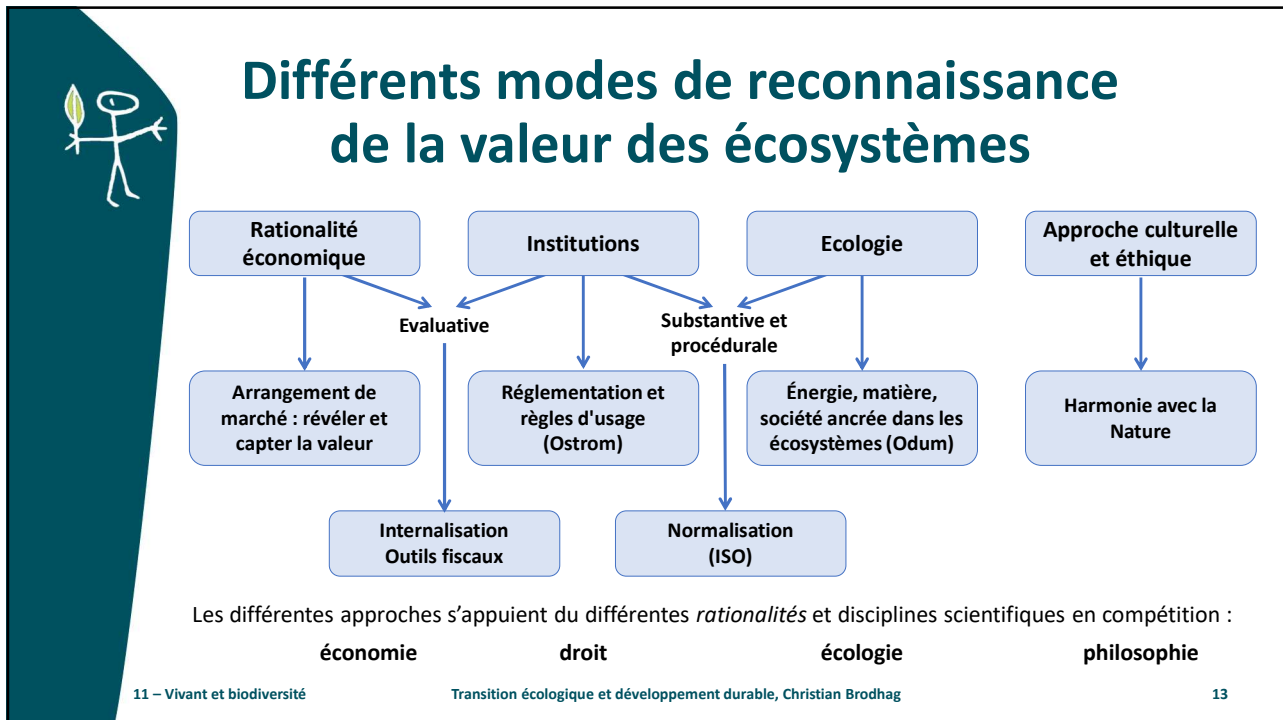 Différents modes de reconnaissance
de la valeur des écosystèmes
Rationalité
économique
Institutions
Ecologie
Approche culturelle
et éthique
Evaluative
Substantive et
procédurale
Arrangement de
marché : révéler et
capter la valeur
Réglementation et
règles d'usage
(Ostrom)
Énergie, matière,
société ancrée dans les
écosystèmes (Odum)
Harmonie avec la
Nature
Internalisation
Outils fiscaux
Normalisation
(ISO)
Les différentes approches s’appuient du différentes rationalités et disciplines scientifiques en compétition :
économie droit écologie philosophie
11 – Vivant et biodiversité Transition écologique et développement durable, Christian Brodhag 13